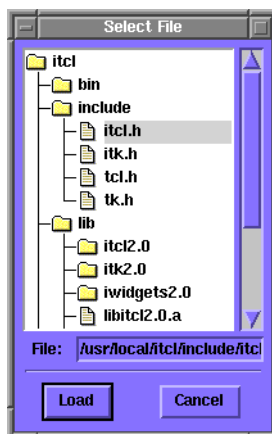 Select File
itcl
bin
include
itcl.h
itk.h
tcl.h
tk.h
lib
itcl2.0
itk2.0
iwidgets2.0
libitcl2.0.a
File: /usr/local/itcl/include/itcl
Load Cancel